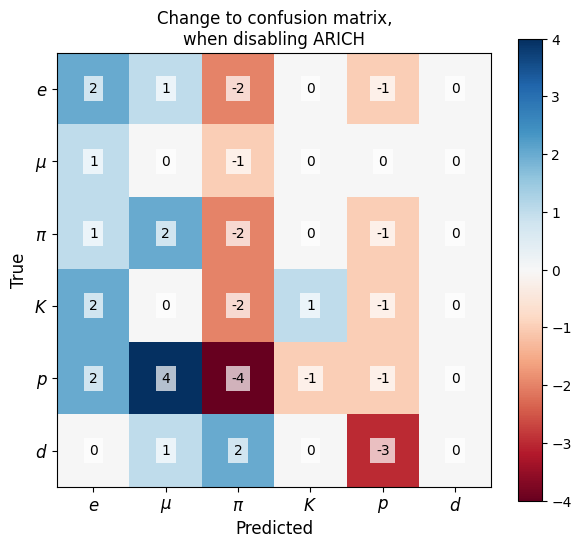 Change to confusion matrix,
when disabling ARICH
4
e 2 1 -2 0 -1 0
3
μ 1 0 -1 0 0 0
2
1
π 1 2 -2 0 -1 0
0
True
K 2 0 -2 1 -1 0
-1
p 2 4 -4 -1 -1 0
-2
d 0 1 2 0 -3 0
-3
-4
e μ π K p d
Predicted